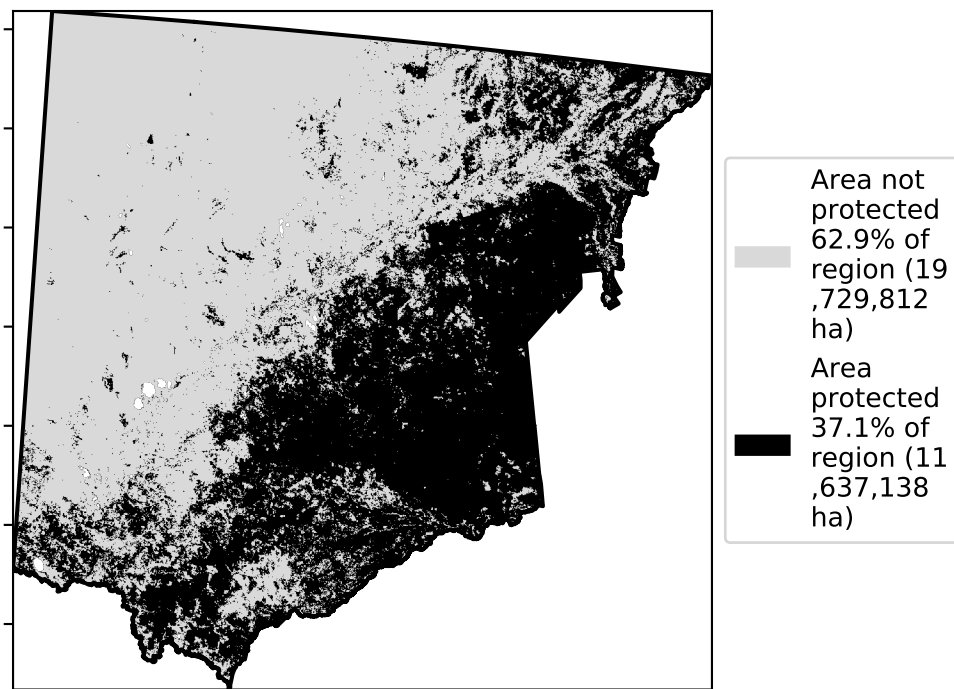 Area not
protected
62.9% of
region (19
,729,812
ha)
Area
protected
37.1% of
region (11
,637,138
ha)